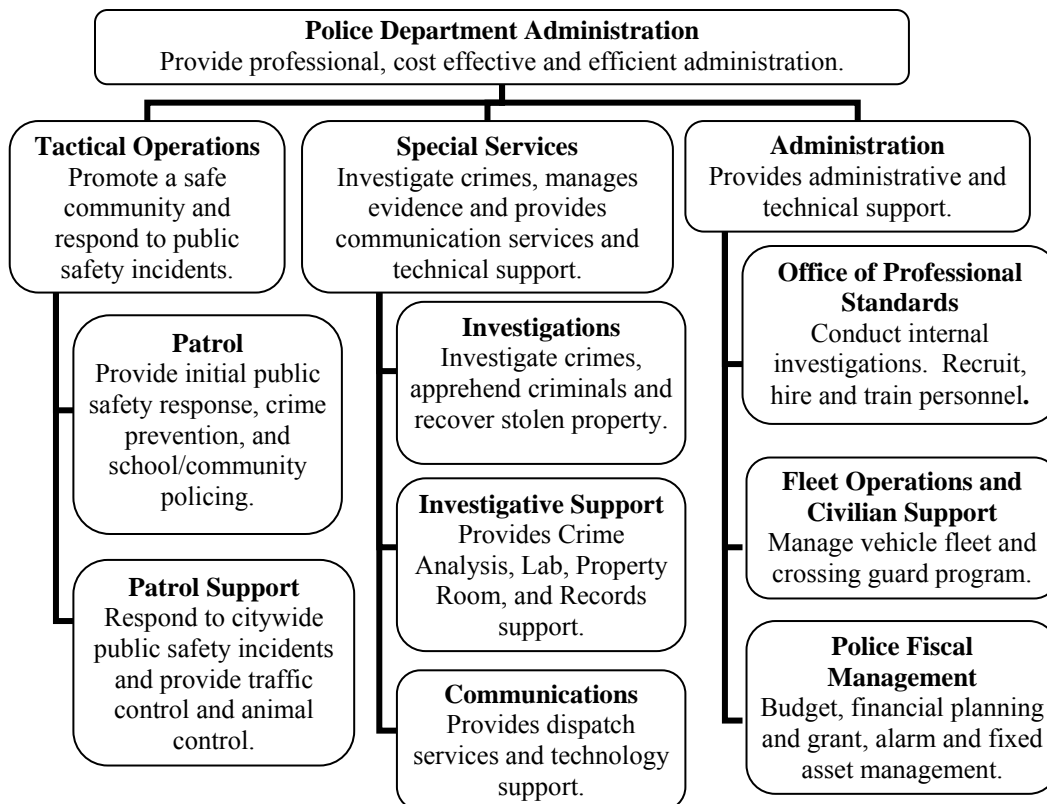 Police Department Administration
Provide professional, cost effective and efficient administration.
Tactical Operations
Promote a safe
community and
respond to public
safety incidents.
Patrol
Provide initial public
safety response, crime
prevention, and
school/community
policing.
Patrol Support
Respond to citywide
public safety incidents
and provide traffic
control and animal
control.
Special Services
Investigate crimes, manages
evidence and provides
communication services and
technical support.
Investigations
Investigate crimes,
apprehend criminals and
recover stolen property.
Investigative Support
Provides Crime
Analysis, Lab, Property
Room, and Records
support.
Communications
Provides dispatch
services and technology
support.
Administration
Provides administrative and
technical support.
Office of Professional
Standards
Conduct internal
investigations.  Recruit,
hire and train personnel.
Fleet Operations and
Civilian Support
Manage vehicle fleet and
crossing guard program.
Police Fiscal
Management
Budget, financial planning
and grant, alarm and fixed
asset management.